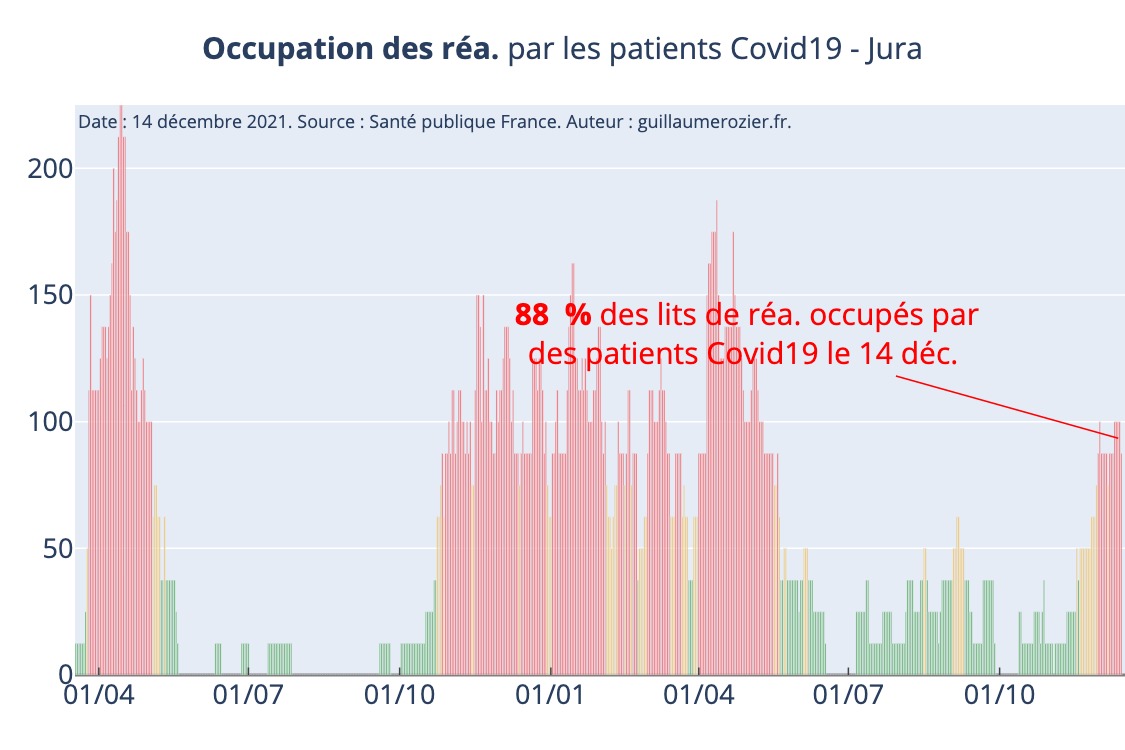 Occupation des réa. par les patients Covid19 - Jura
Date : 14 décembre 2021. Source : Santé publique France. Auteur : guillaumerozier.fr.
200
150
88 % des lits de réa. occupés par
des patients Covid19 le 14 déc.
100
50
0
01/04 01/07 01/10 01/01 01/04 01/07 01/10